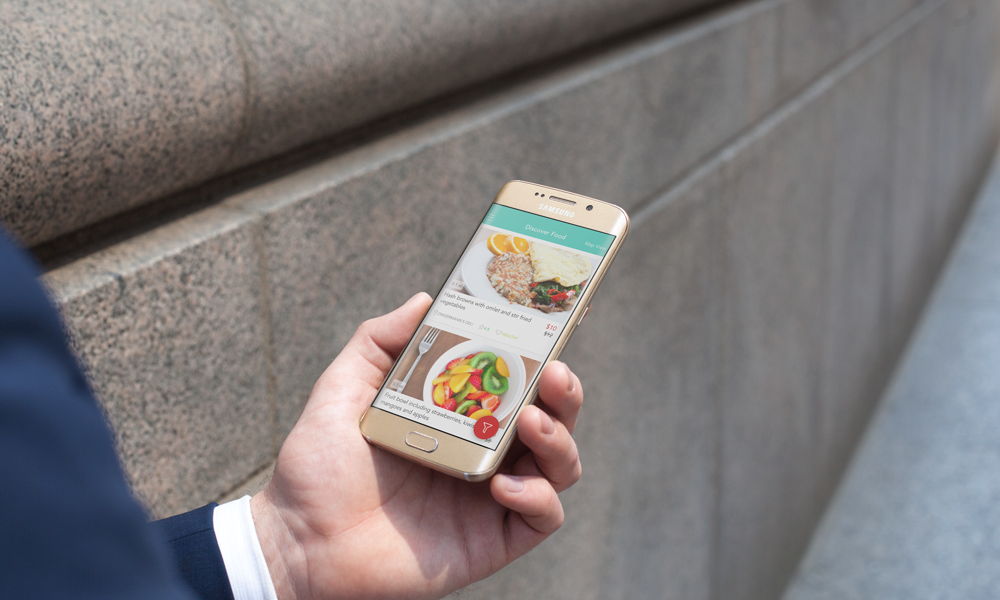 SAMSUNG
Discover Food
Map View
Hash browns with omlet and stir fried
vegetables
$10
$12
Fruit bowl including strawberries, kiwi
mangoes and apples